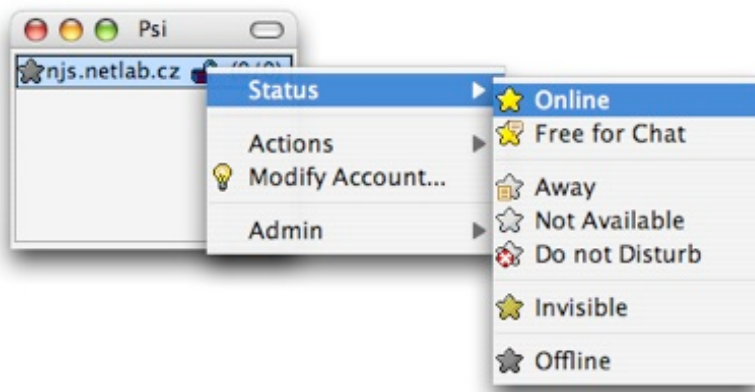 Psi
njs.netlab.cz
Status
Actions
Modify Account...
Admin
Online
Free for Chat
Away
Not Available
Do not Disturb
Invisible
Offline